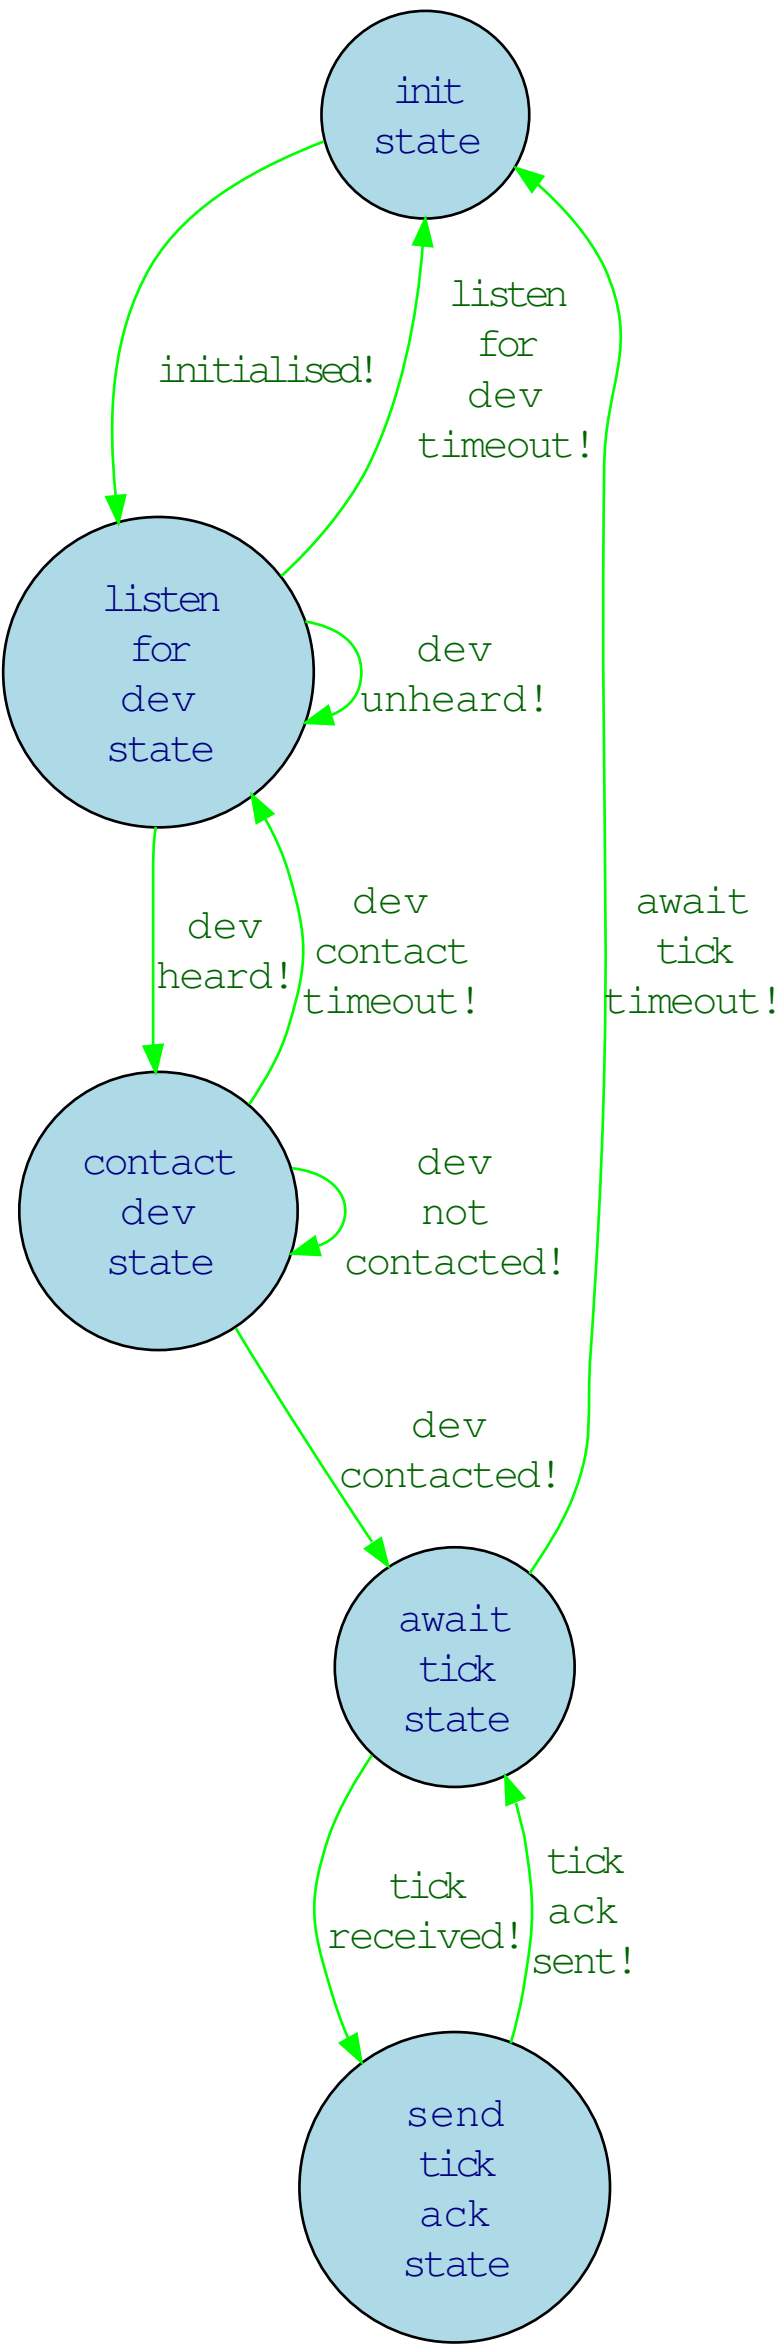 init
state
initialised!
listen
for
dev
timeout!
listen
for
dev
state
dev
unheard!
dev
heard!
dev
contact
timeout!
await
tick
timeout!
contact
dev
state
dev
not
contacted!
dev
contacted!
await
tick
state
tick
received!
tick
ack
sent!
send
tick
ack
state